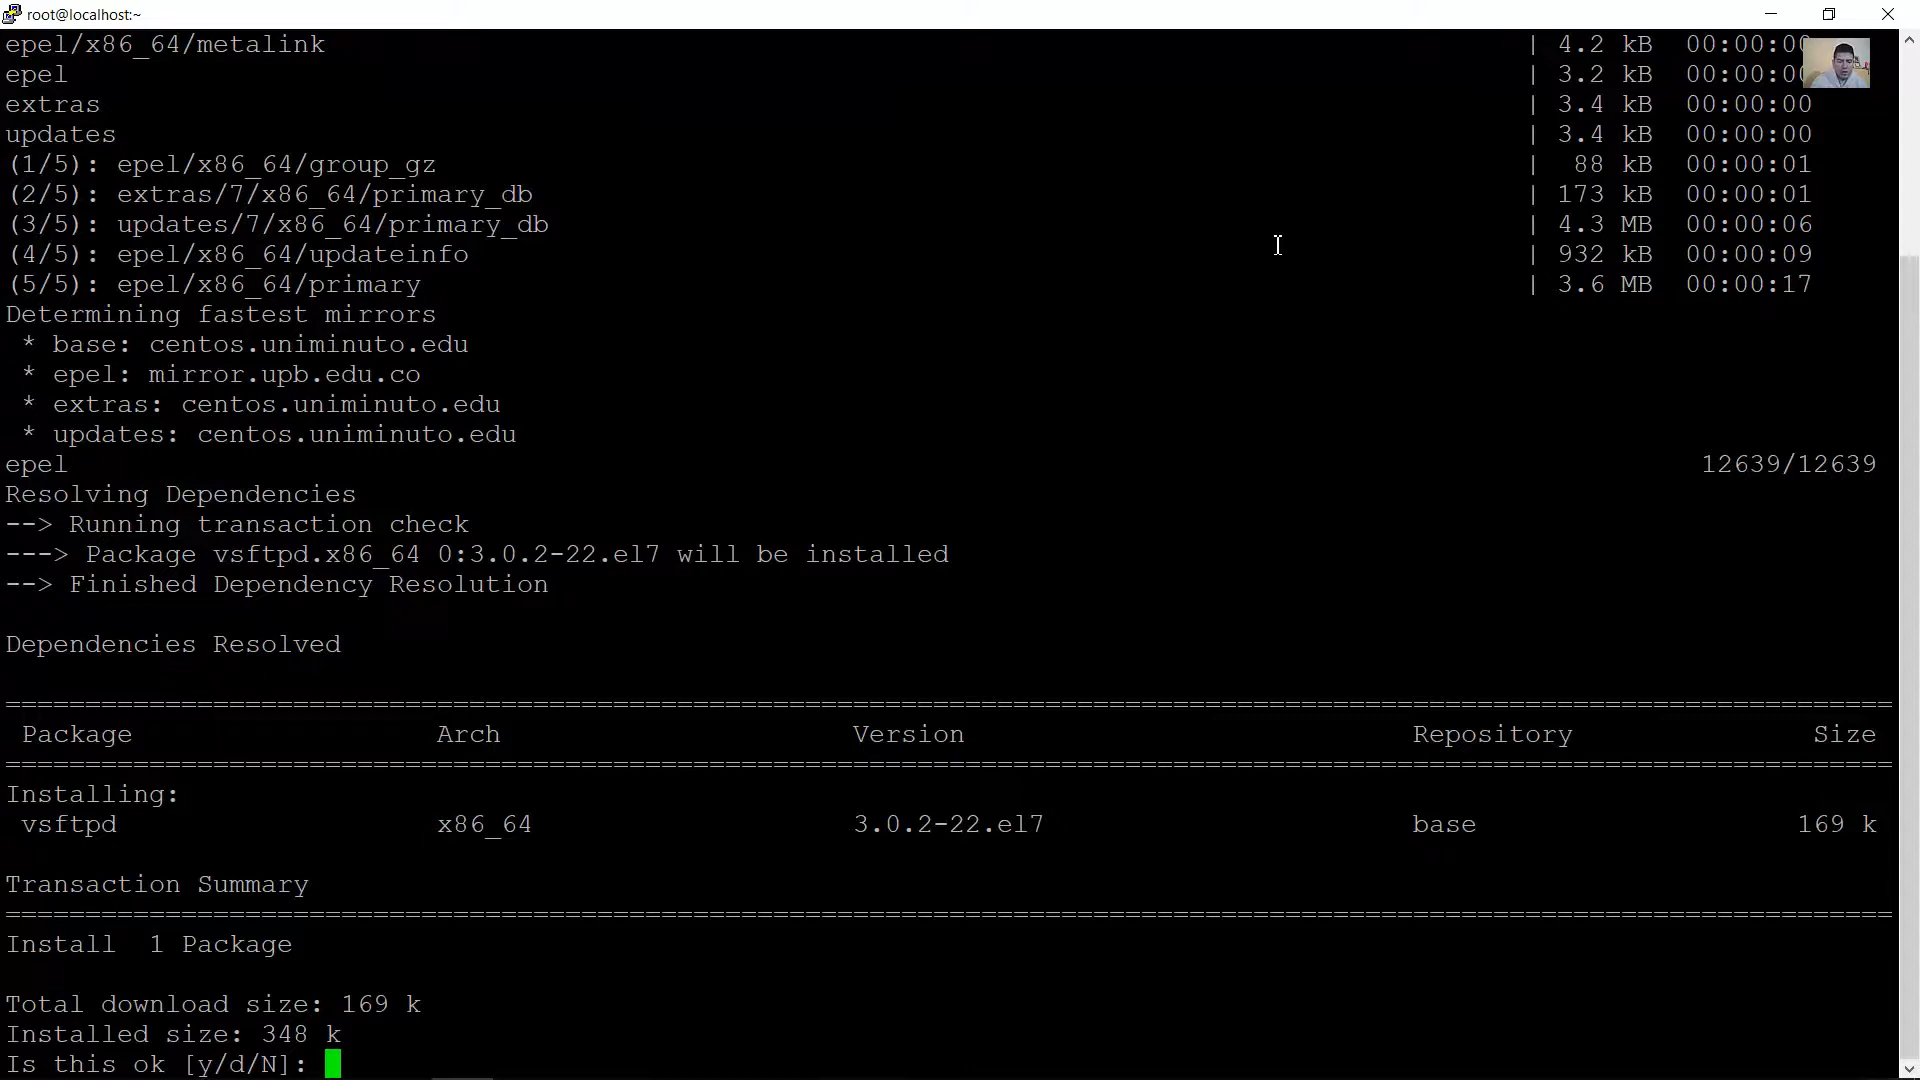 root@localhost:~
epel/x86_64/metalink | 4.2 kB 00:00:00
epel | 3.2 kB 00:00:00
extras | 3.4 kB 00:00:00
updates | 3.4 kB 00:00:00
(1/5): epel/x86_64/group_gz | 88 kB 00:00:01
(2/5): extras/7/x86_64/primary_db | 173 kB 00:00:01
(3/5): updates/7/x86_64/primary_db | 4.3 MB 00:00:06
(4/5): epel/x86_64/updateinfo | 932 kB 00:00:09
(5/5): epel/x86_64/primary | 3.6 MB 00:00:17
Determining fastest mirrors
* base: centos.uniminuto.edu
* epel: mirror.upb.edu.co
* extras: centos.uniminuto.edu
* updates: centos.uniminuto.edu
epel 12639/12639
Resolving Dependencies
--> Running transaction check
---> Package vsftpd.x86_64 0:3.0.2-22.el7 will be installed
--> Finished Dependency Resolution
Dependencies Resolved
Package Arch Version Repository Size
Installing:
vsftpd x86_64 3.0.2-22.el7 base 169 k
Transaction Summary
Install 1 Package
Total download size: 169 k
Installed size: 348 k
Is this ok [y/d/N]: